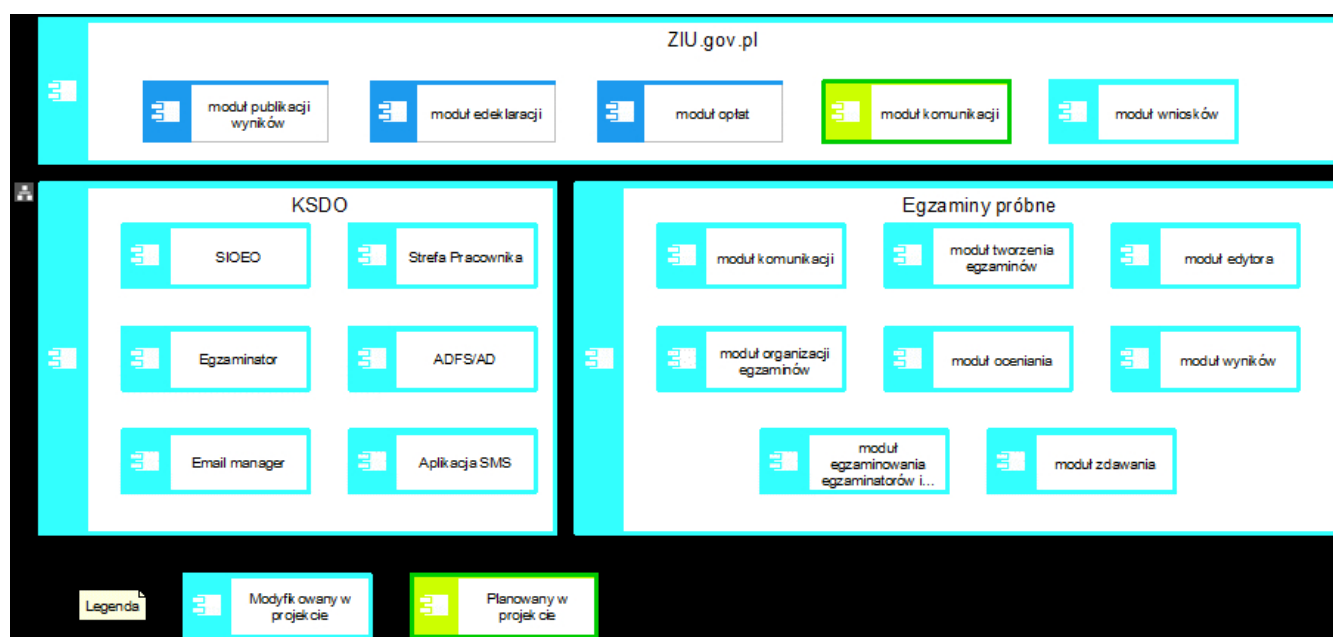 ZIU.gov.pl
moduł publikacji
wyników
moduł edeklaracji
moduł opłat
moduł komunikacji
moduł wniosków
KSDO
SIOEO
Strefa Pracownika
Egzaminator
ADFS/AD
Email manager
Aplikacja SMS
Egzaminy próbne
moduł komunikacji
moduł tworzenia
egzaminów
moduł edytora
moduł organizacji
egzaminów
moduł oceniania
moduł wyników
moduł
egzaminowania
egzaminatorów i...
moduł zdawania
Legenda
Modyfikowany w
projekcie
Planowany w
projekcie